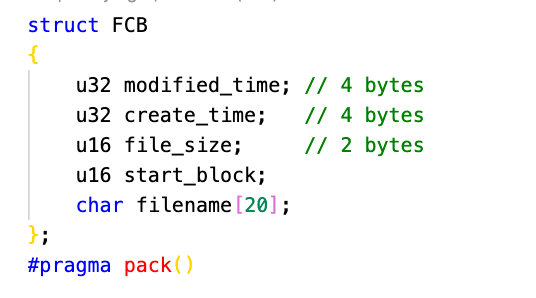 struct FCB
{
u32 modified_time; // 4 bytes
u32 create_time; // 4 bytes
u16 file_size; // 2 bytes
u16 start_block;
char filename[20];
};
#pragma pack()